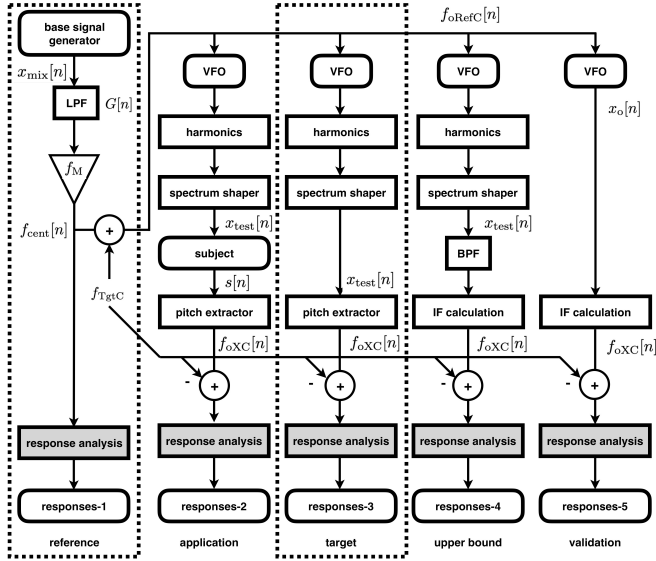 f_oRefC[n]
base signal
generator
x_mix[n]
LPF
G[n]
f_M
f_cent[n]
+
f_TgtC
response analysis
responses-1
reference
VFO
harmonics
spectrum shaper
x_test[n]
subject
s[n]
pitch extractor
f_oXC[n]
-
+
response analysis
responses-2
application
VFO
harmonics
spectrum shaper
x_test[n]
pitch extractor
f_oXC[n]
-
+
response analysis
responses-3
target
VFO
harmonics
spectrum shaper
x_test[n]
BPF
IF calculation
f_oXC[n]
-
+
response analysis
responses-4
upper bound
VFO
x_o[n]
IF calculation
f_oXC[n]
-
+
response analysis
responses-5
validation